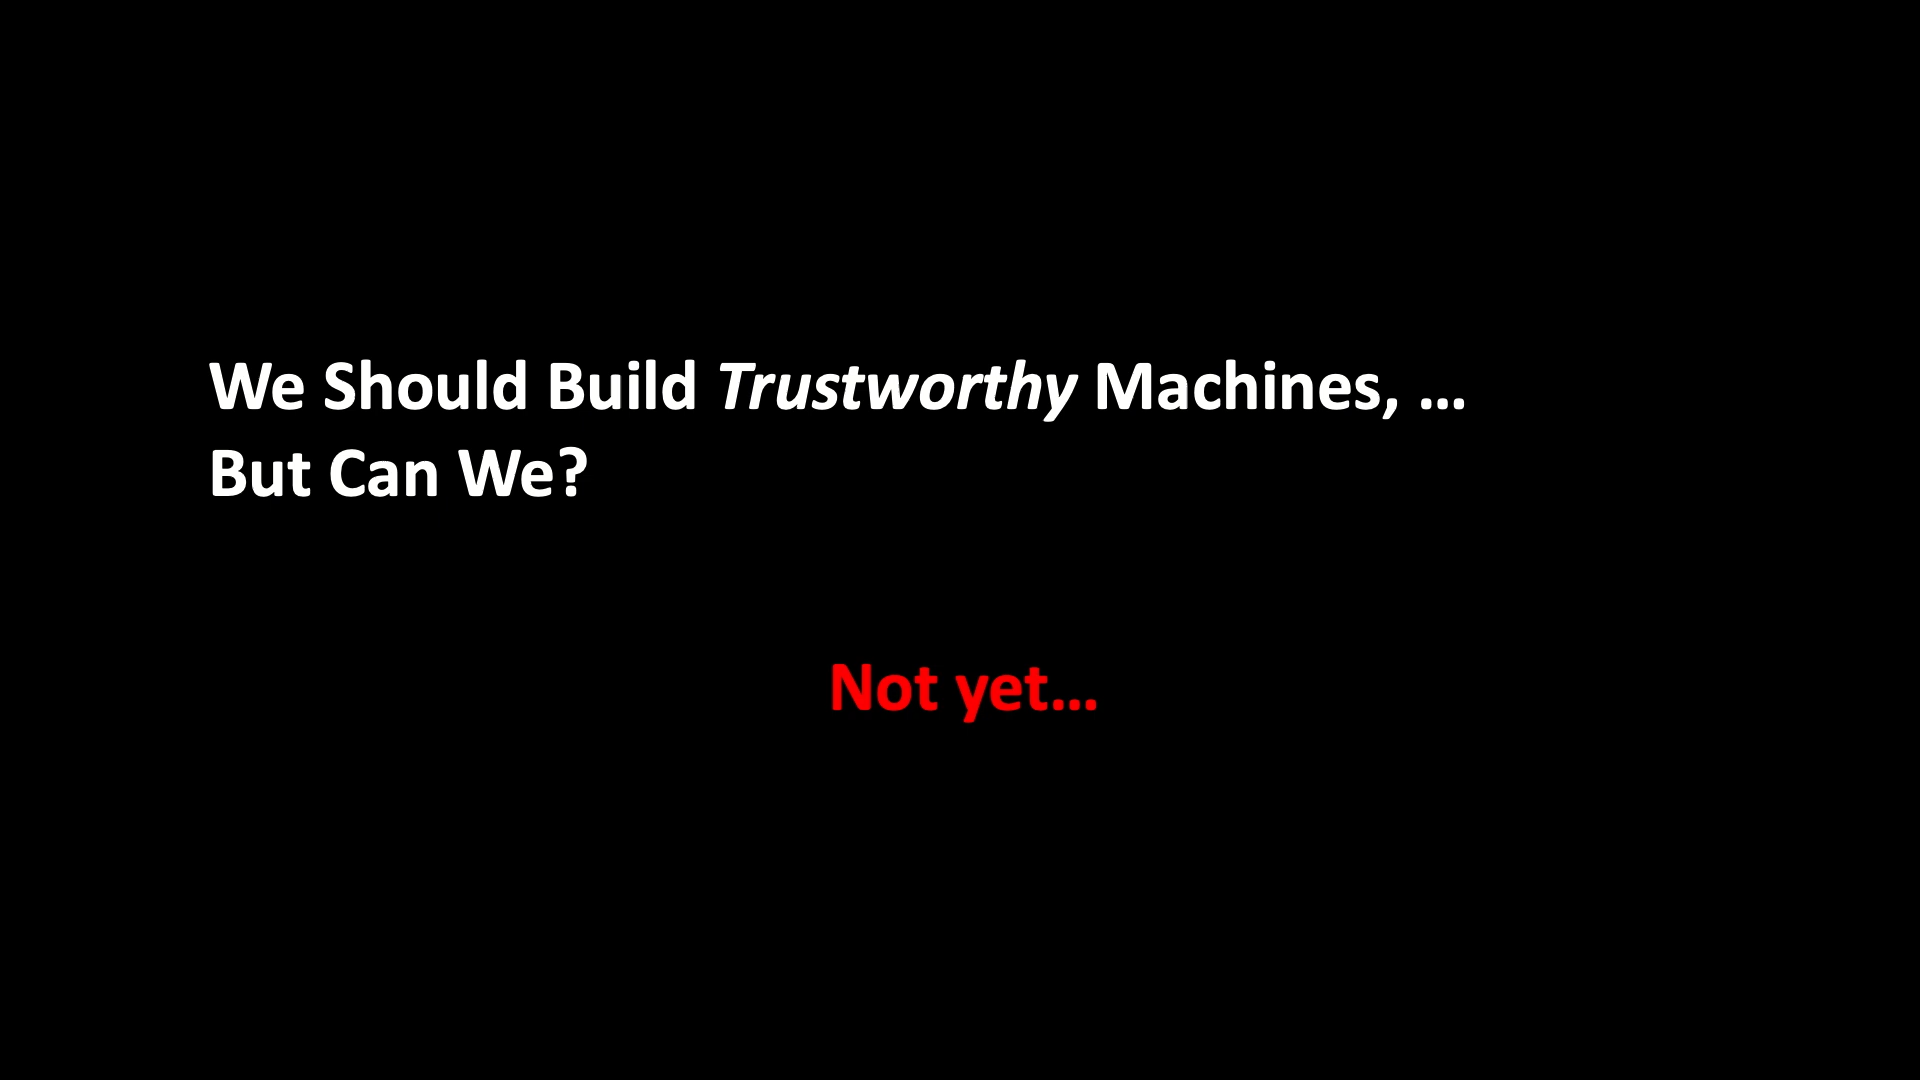 We Should Build Trustworthy Machines, …
But Can We?
Not yet…